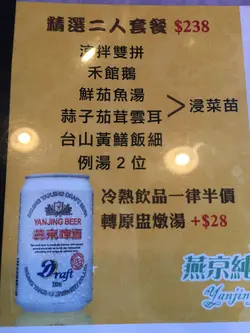 精選二人套餐 $238
涼拌雙拼
禾館鵝
鮮茄魚湯
蒜子茄茸雲耳 > 浸菜苗
台山黃鱔飯細
例湯2位
冷熱飲品一律半價
轉原盅燉湯 +$28
YANJING BEER
燕京啤酒
Draft
燕京純
Yanjing